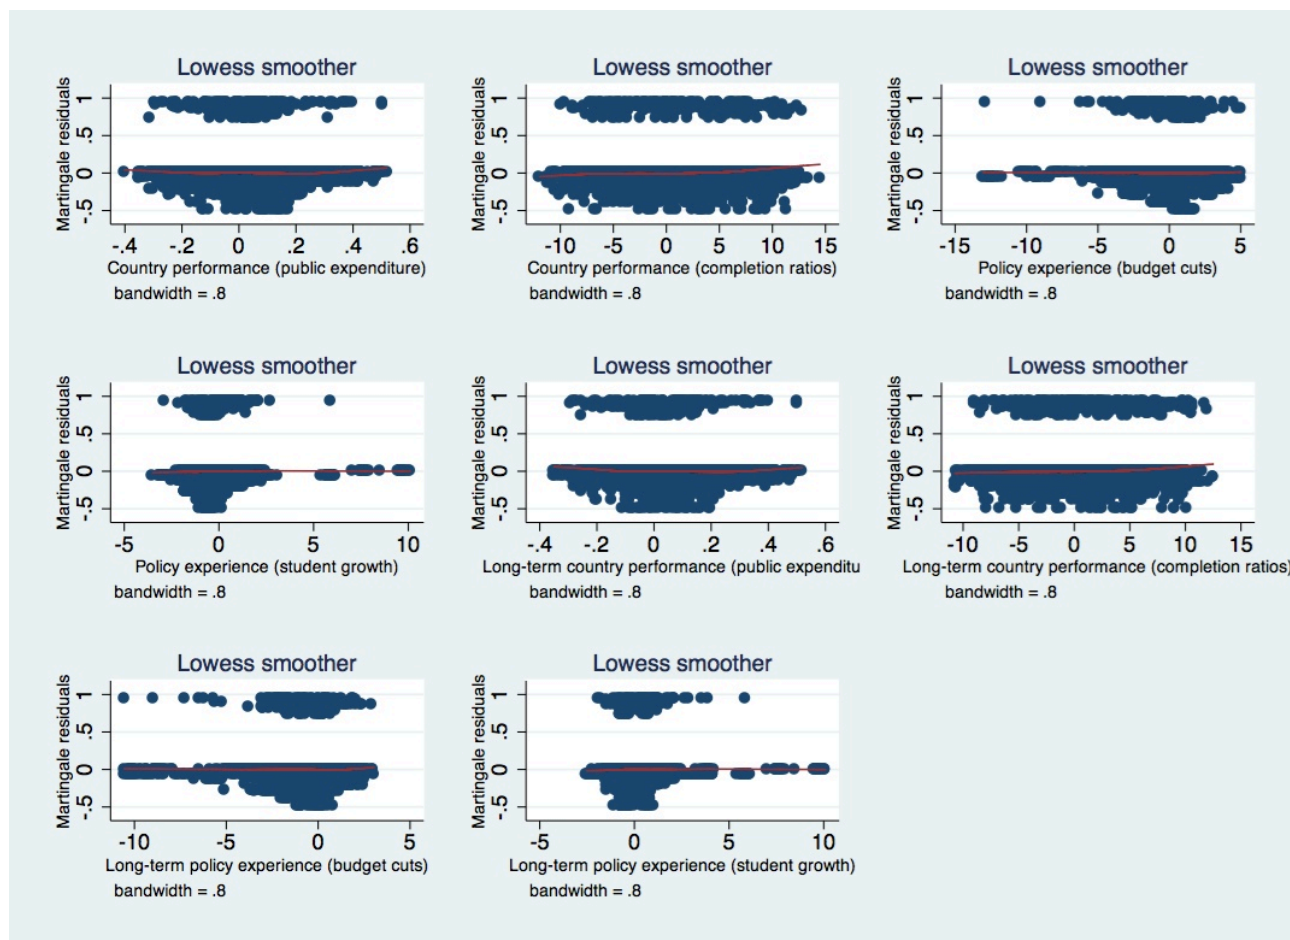 Lowess smoother
Martingale residuals
1
.5
0
-.5
-.4 -.2 0 .2 .4 .6
Country performance (public expenditure)
bandwidth = .8
Lowess smoother
Martingale residuals
1
.5
0
-.5
-10 -5 0 5 10 15
Country performance (completion ratios)
bandwidth = .8
Lowess smoother
Martingale residuals
1
.5
0
-.5
-15 -10 -5 0 5
Policy experience (budget cuts)
bandwidth = .8
Lowess smoother
Martingale residuals
1
.5
0
-.5
-5 0 5 10
Policy experience (student growth)
bandwidth = .8
Lowess smoother
Martingale residuals
1
.5
0
-.5
-.4 -.2 0 .2 .4 .6
Long-term country performance (public expenditu
bandwidth = .8
Lowess smoother
Martingale residuals
1
.5
0
-.5
-10 -5 0 5 10 15
Long-term country performance (completion ratios)
bandwidth = .8
Lowess smoother
Martingale residuals
1
.5
0
-.5
-10 -5 0 5
Long-term policy experience (budget cuts)
bandwidth = .8
Lowess smoother
Martingale residuals
1
.5
0
-.5
-5 0 5 10
Long-term policy experience (student growth)
bandwidth = .8